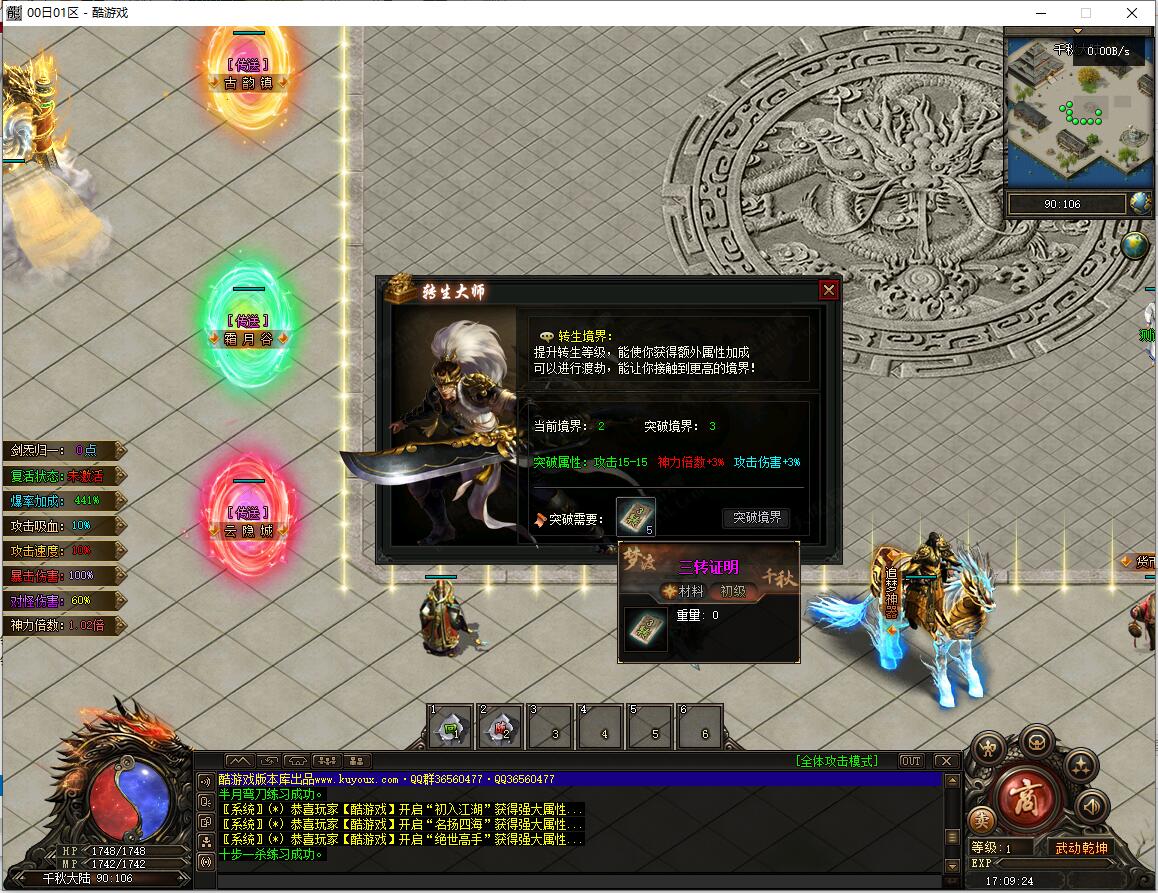 00日01区 - 酷游戏
千秋
0.00B/s
90:106
[传送]
古韵镇
[传送]
霜月谷
[传送]
云隐城
转生大师
转生境界：
提升转生等级，能使你获得额外属性加成
可以进行渡劫，能让你接触到更高的境界！
当前境界： 2 突破境界： 3
突破属性：攻击15-15 神力倍数+3% 攻击伤害+3%
突破需要： 5 突破境界
三转证明
千秋
材料 初级
重量： 0
复活状态：未激活
爆率加成： 441%
攻击吸血： 10%
攻击速度： 10%
暴击伤害： 100%
对怪伤害： 60%
神力倍数：1.02倍
追梦神器
1 2 3 4 5 6
1 2 3 4 5 6
[全体攻击模式] OUT
酷游戏版本库出品www.kuyoux.com·QQ群36560477·QQ36560477
半月弯刀练习成功。
〖系统〗(*) 恭喜玩家【酷游戏】开启“初入江湖”获得强大属性...
〖系统〗(*) 恭喜玩家【酷游戏】开启“名扬四海”获得强大属性...
〖系统〗(*) 恭喜玩家【酷游戏】开启“绝世高手”获得强大属性...
十步一杀练习成功。
HP 1748/1748
MP 1742/1742
千秋大陆 90:106
商
卖
等级：1 武动乾坤
EXP
17:09:24